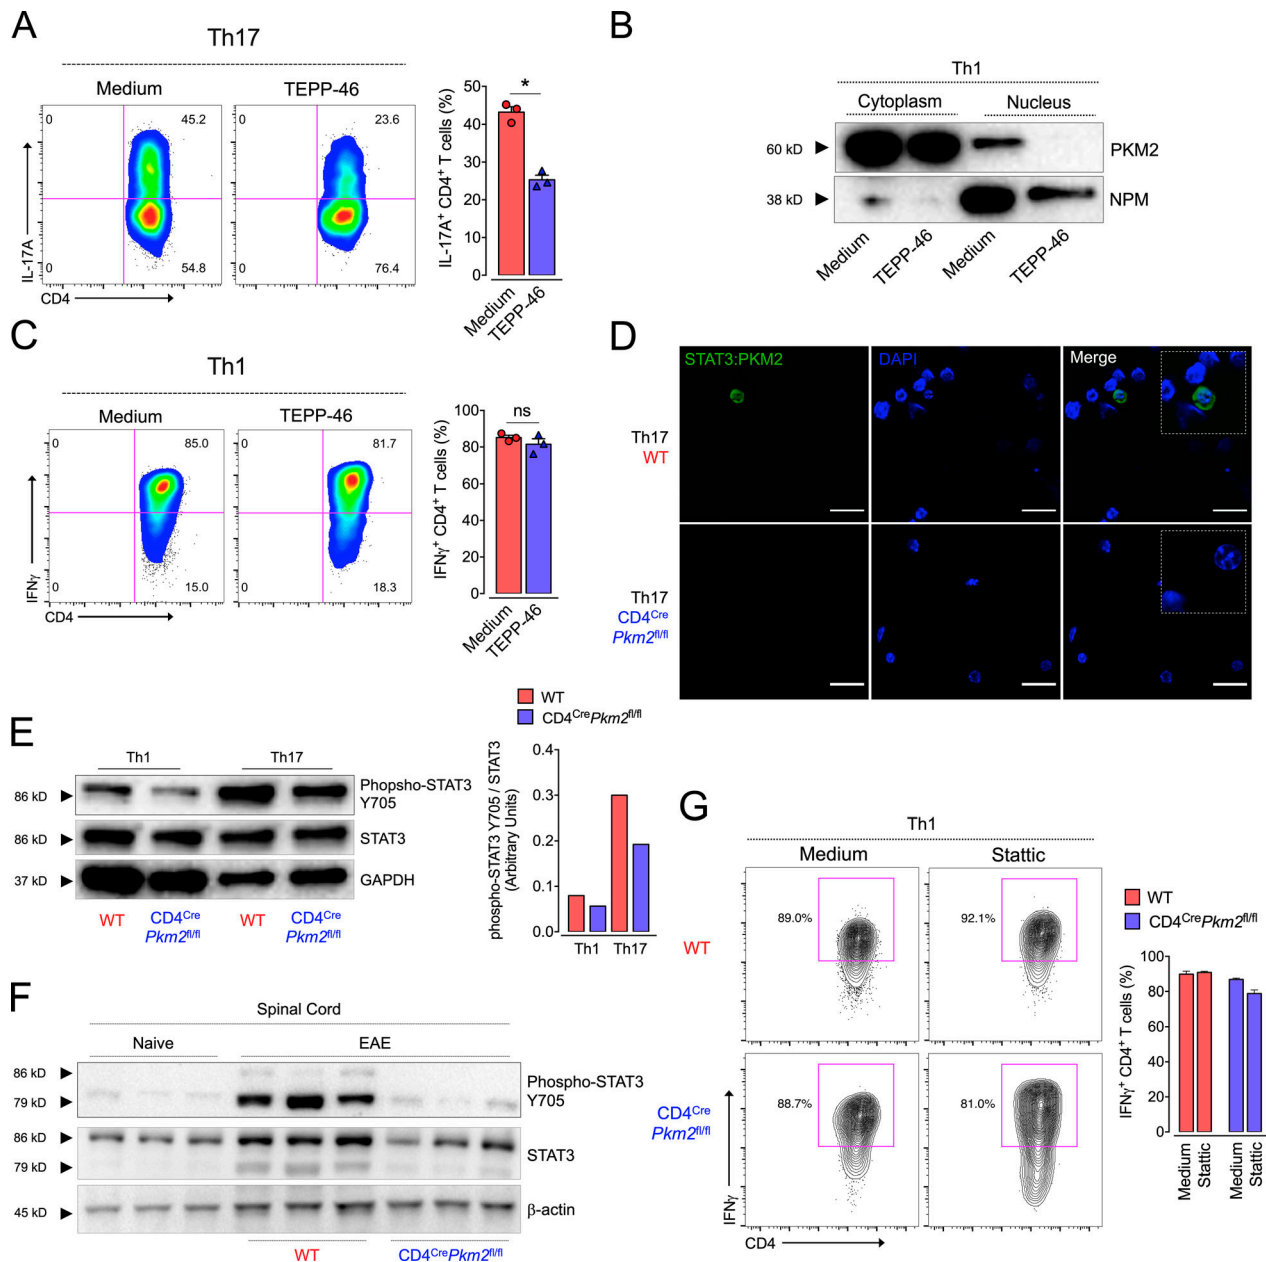 A
Th17
Medium
TEPP-46
0
45.2
0
23.6
0
54.8
0
76.4
IL-17A
CD4
IL-17A+ CD4+ T cells (%)
50
40
30
20
10
0
*
Medium
TEPP-46
B
Th1
Cytoplasm
Nucleus
60 kD
PKM2
38 kD
NPM
Medium
TEPP-46
Medium
TEPP-46
C
Th1
Medium
TEPP-46
0
85.0
0
81.7
0
15.0
0
18.3
IFNγ
CD4
IFNγ+ CD4+ T cells (%)
100
80
60
40
20
0
ns
Medium
TEPP-46
D
STAT3:PKM2
DAPI
Merge
Th17
WT
Th17
CD4Cre
Pkm2fl/fl
E
Th1
Th17
86 kD
Phopsho-STAT3
Y705
86 kD
STAT3
37 kD
GAPDH
WT
CD4Cre
Pkm2fl/fl
WT
CD4Cre
Pkm2fl/fl
WT
CD4CrePkm2fl/fl
phospho-STAT3 Y705 / STAT3
(Arbitrary Units)
0.4
0.3
0.2
0.1
0.0
Th1
Th17
F
Spinal Cord
Naive
EAE
86 kD
79 kD
Phospho-STAT3
Y705
86 kD
79 kD
STAT3
45 kD
β-actin
WT
CD4CrePkm2fl/fl
G
Th1
Medium
Stattic
WT
89.0%
92.1%
CD4Cre
Pkm2fl/fl
88.7%
81.0%
IFNγ
CD4
WT
CD4CrePkm2fl/fl
IFNγ+ CD4+ T cells (%)
100
80
60
40
20
0
Medium
Stattic
Medium
Stattic